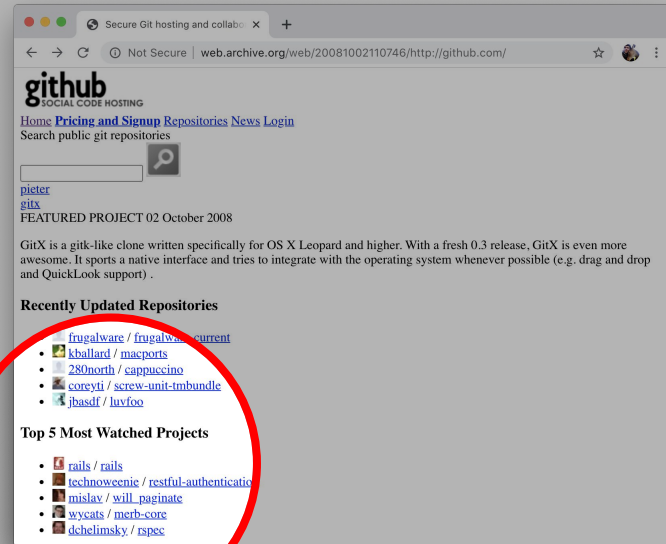 Secure Git hosting and collabo
Not Secure | web.archive.org/web/20081002110746/http://github.com/
github
SOCIAL CODE HOSTING
Home Pricing and Signup Repositories News Login
Search public git repositories
pieter
gitx
FEATURED PROJECT 02 October 2008
GitX is a gitk-like clone written specifically for OS X Leopard and higher. With a fresh 0.3 release, GitX is even more
awesome. It sports a native interface and tries to integrate with the operating system whenever possible (e.g. drag and drop
and QuickLook support) .
Recently Updated Repositories
frugalware / frugalware-current
kballard / macports
280north / cappuccino
coreyti / screw-unit-tmbundle
jbasdf / luvfoo
Top 5 Most Watched Projects
rails / rails
technoweenie / restful-authenticatio
mislav / will_paginate
wycats / merb-core
dchelimsky / rspec